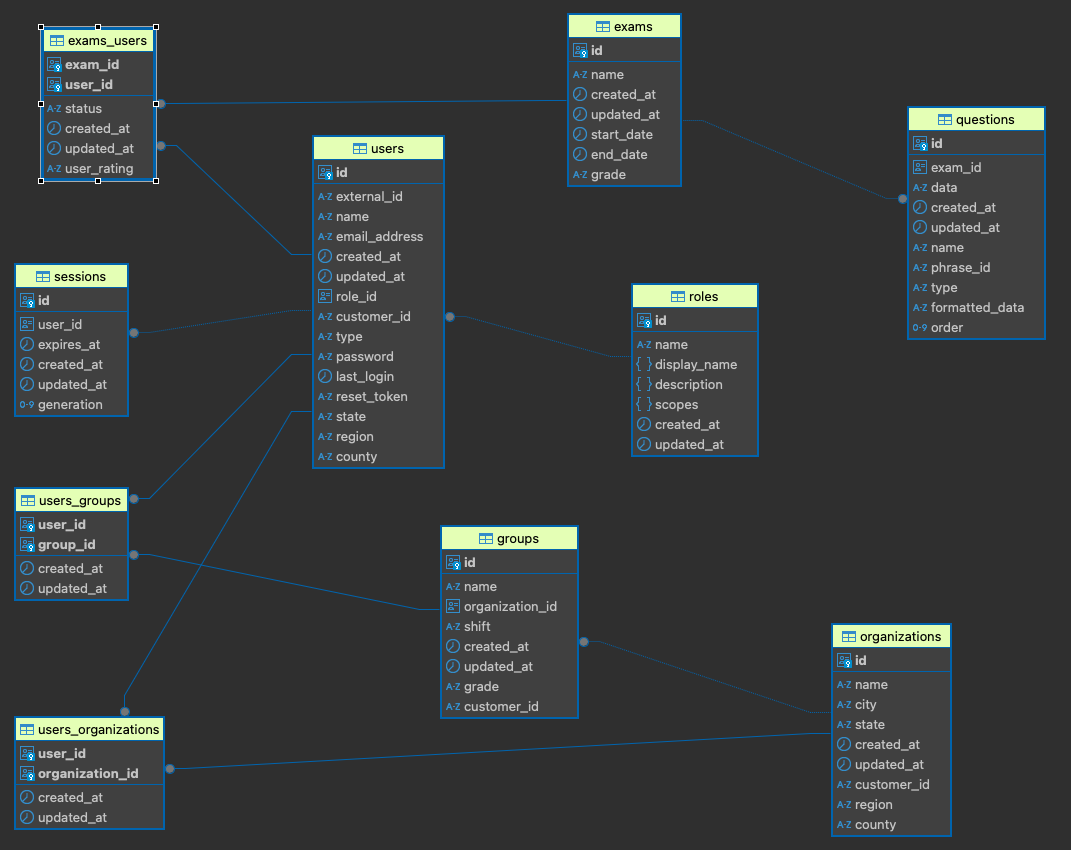 exams_users
exam_id
user_id
A-Z status
created_at
updated_at
A-Z user_rating
exams
id
A-Z name
created_at
updated_at
start_date
end_date
A-Z grade
questions
id
exam_id
A-Z data
created_at
updated_at
A-Z name
A-Z phrase_id
A-Z type
A-Z formatted_data
0-9 order
users
id
A-Z external_id
A-Z name
A-Z email_address
created_at
updated_at
role_id
A-Z customer_id
A-Z type
A-Z password
last_login
A-Z reset_token
A-Z state
A-Z region
A-Z county
sessions
id
user_id
expires_at
created_at
updated_at
0-9 generation
roles
id
A-Z name
{ } display_name
{ } description
{ } scopes
created_at
updated_at
users_groups
user_id
group_id
created_at
updated_at
groups
id
A-Z name
organization_id
A-Z shift
created_at
updated_at
A-Z grade
A-Z customer_id
organizations
id
A-Z name
A-Z city
A-Z state
created_at
updated_at
A-Z customer_id
A-Z region
A-Z county
users_organizations
user_id
organization_id
created_at
updated_at